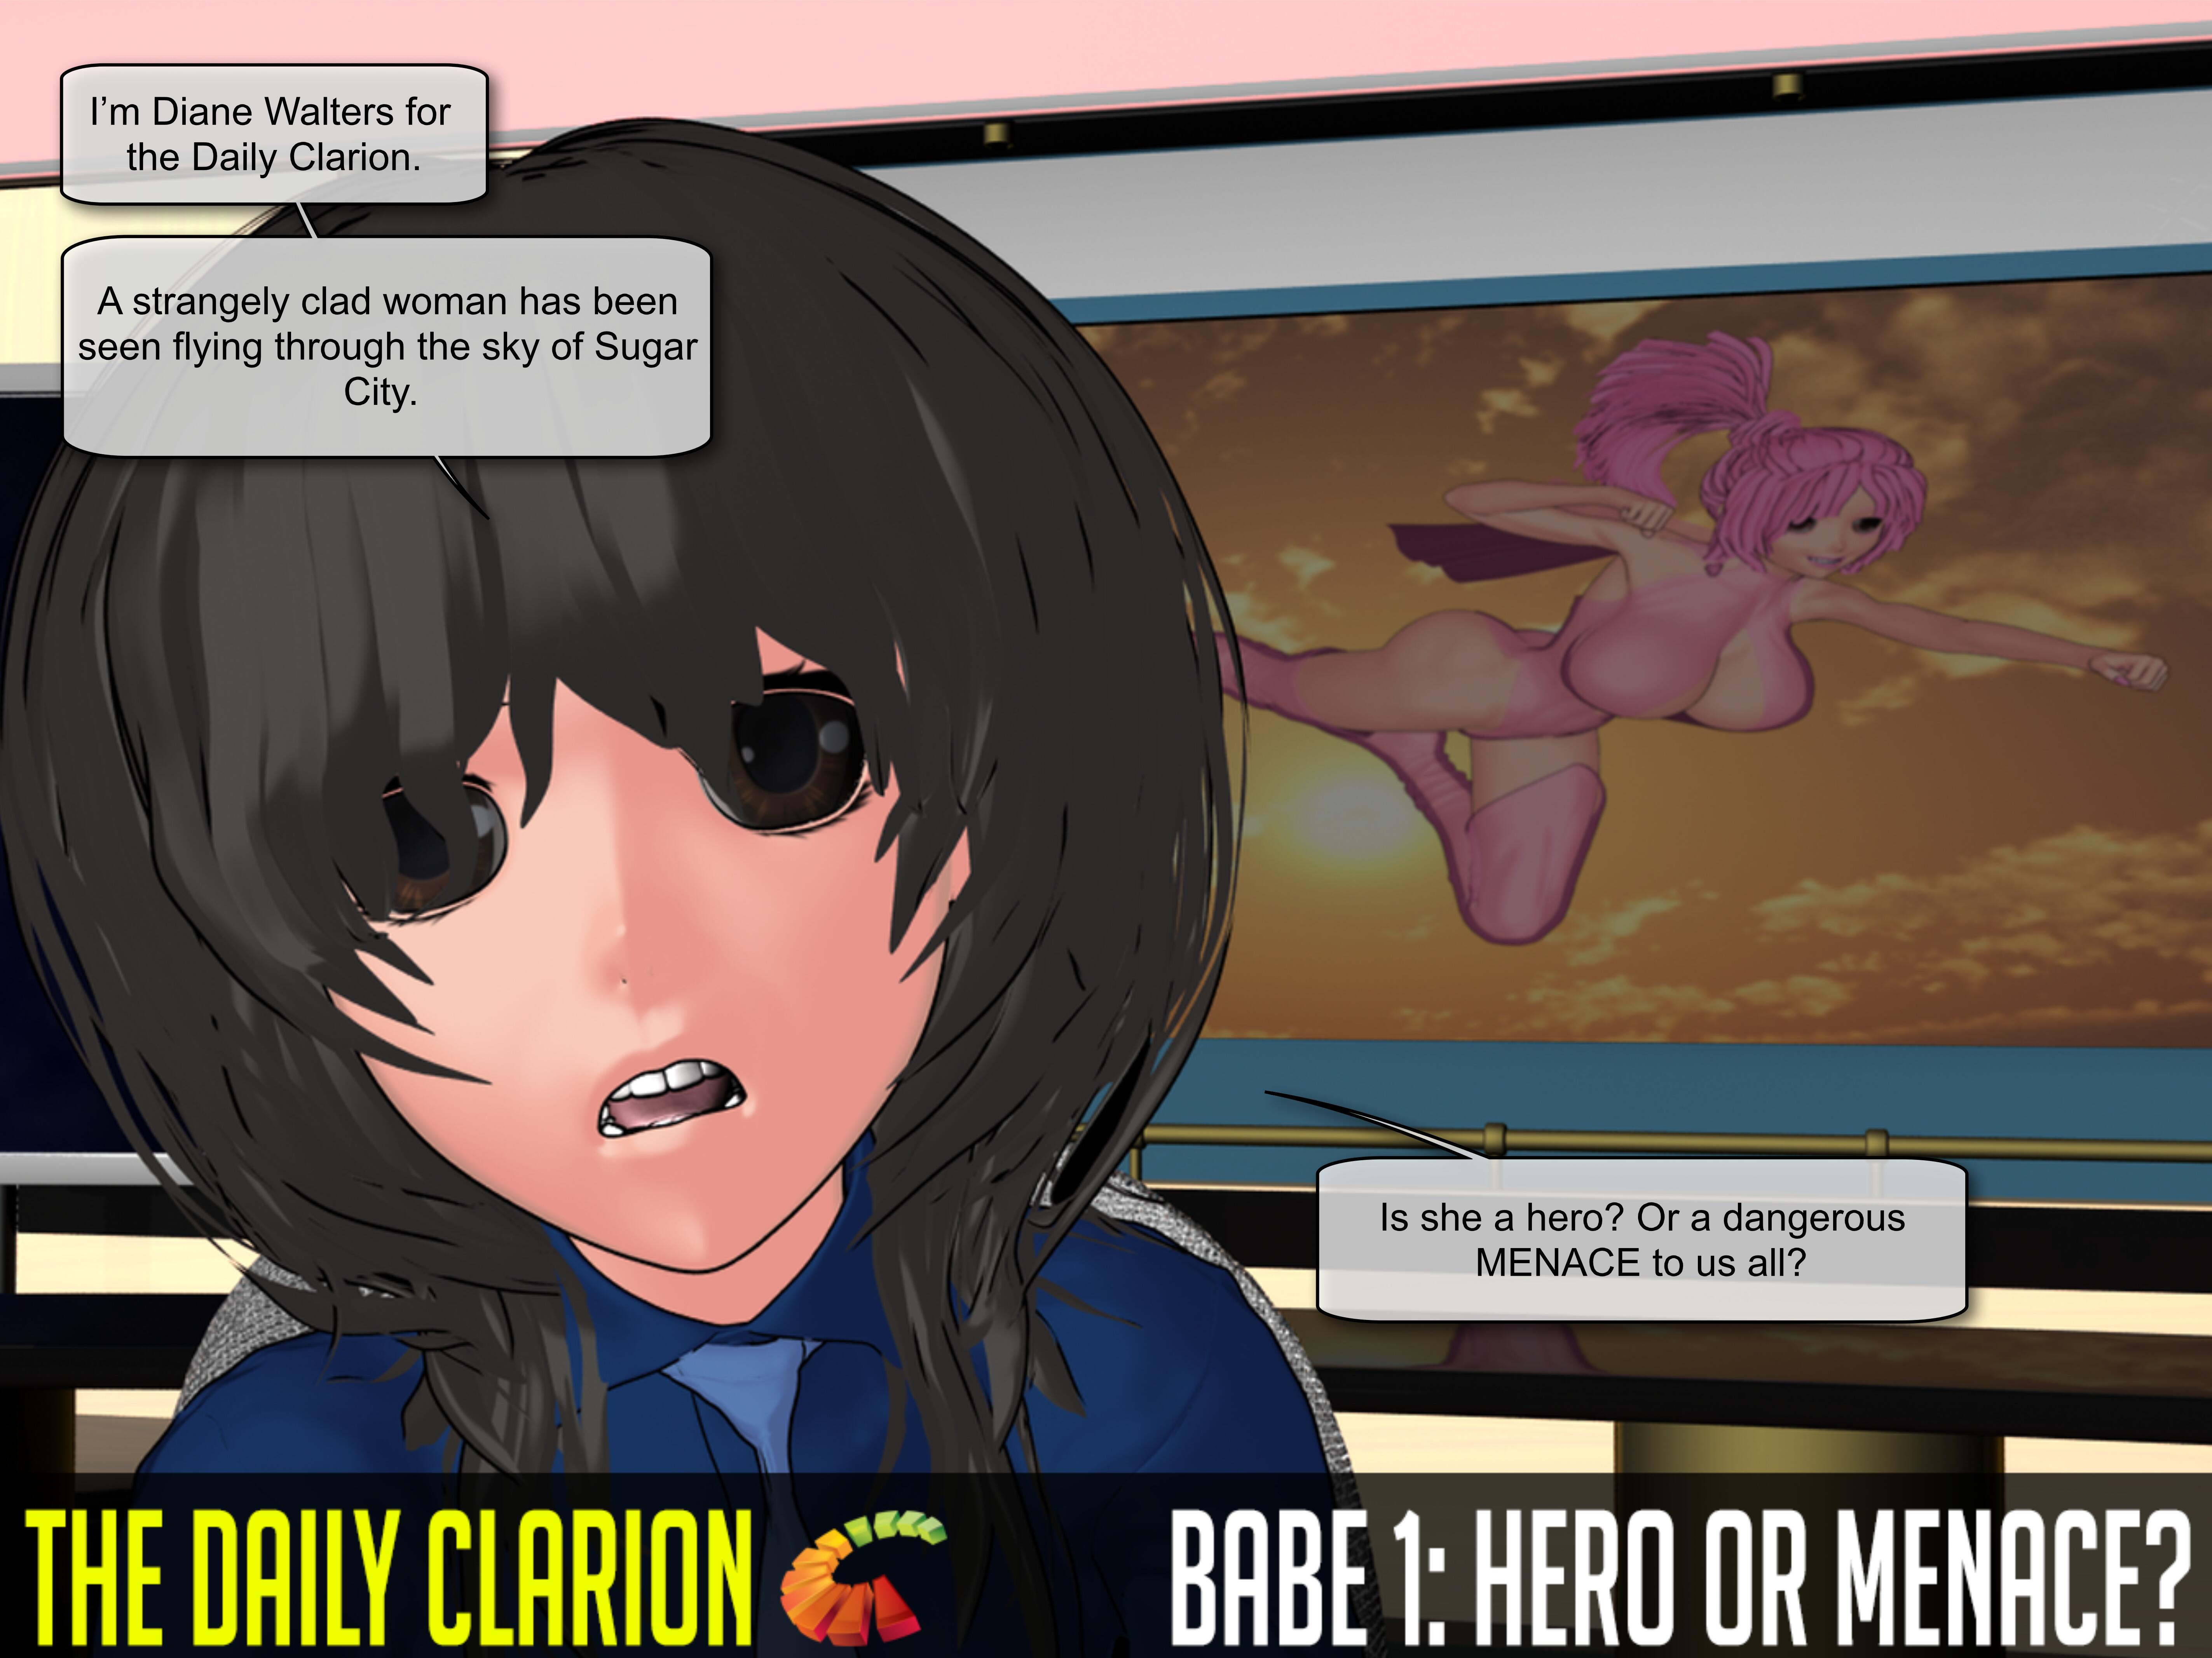 I'm Diane Walters for
the Daily Clarion.
A strangely clad woman has been
seen flying through the sky of Sugar
City.
Is she a hero? Or a dangerous
MENACE to us all?
THE DAILY CLARION
BABE 1: HERO OR MENACE?